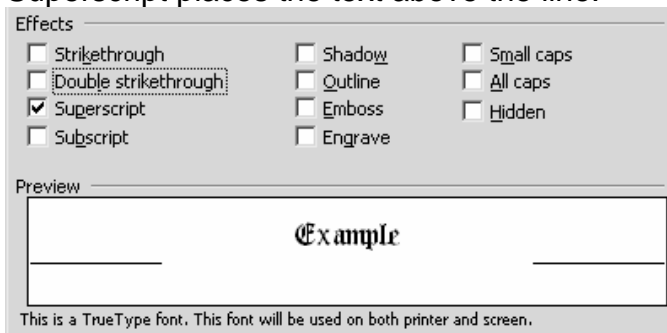 Superscript places the text above the line.
Effects
Strikethrough Shadow Small caps
Double strikethrough Outline All caps
Superscript Emboss Hidden
Subscript Engrave
Preview
Example
This is a TrueType font. This font will be used on both printer and screen.